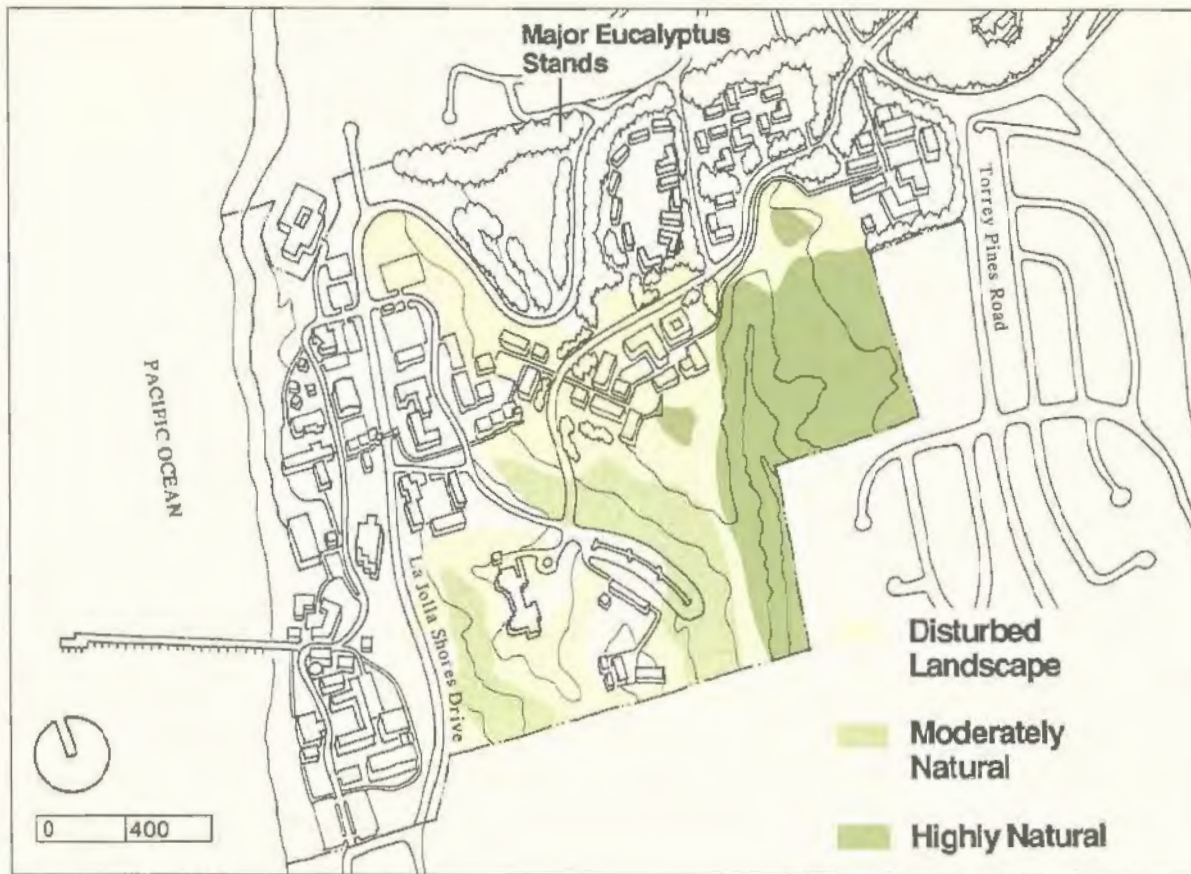 Major Eucalyptus
Stands
Torrey Pines Road
PACIFIC OCEAN
La Jolla Shores Drive
Disturbed
Landscape
Moderately
Natural
Highly Natural
0 400